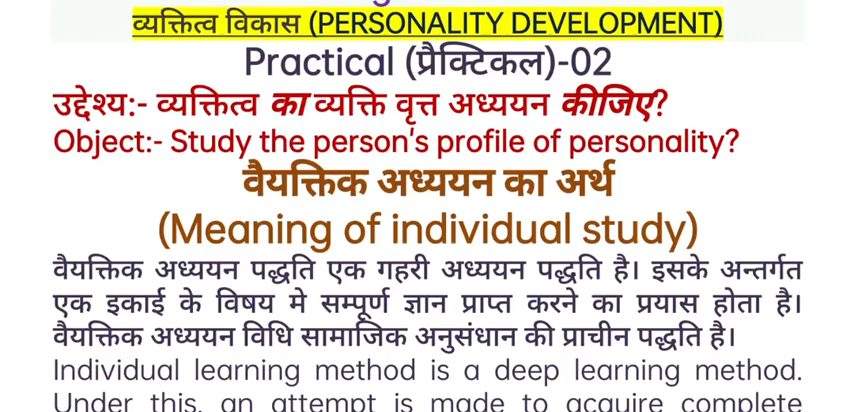 व्यक्तित्व विकास (PERSONALITY DEVELOPMENT)
Practical (प्रैक्टिकल)-02
उद्देश्य:- व्यक्तित्व का व्यक्ति वृत्त अध्ययन कीजिए?
Object:- Study the person's profile of personality?
वैयक्तिक अध्ययन का अर्थ
(Meaning of individual study)
वैयक्तिक अध्ययन पद्धति एक गहरी अध्ययन पद्धति है। इसके अन्तर्गत
एक इकाई के विषय मे सम्पूर्ण ज्ञान प्राप्त करने का प्रयास होता है।
वैयक्तिक अध्ययन विधि सामाजिक अनुसंधान की प्राचीन पद्धति है।
Individual learning method is a deep learning method.
Under this, an attempt is made to acquire complete